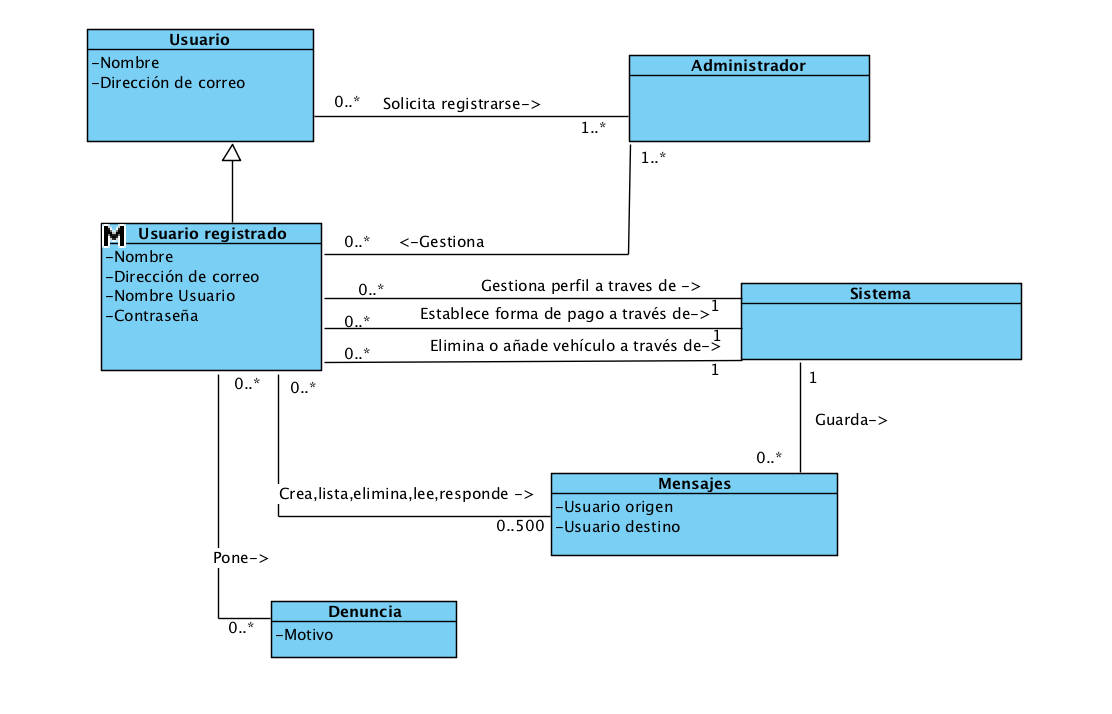 Usuario
-Nombre
-Dirección de correo
Administrador
0..*
Solicita registrarse->
1..*
1..*
M
Usuario registrado
-Nombre
-Dirección de correo
-Nombre Usuario
-Contraseña
0..*
<-Gestiona
0..*
Gestiona perfil a traves de ->
1
0..*
Establece forma de pago a través de->
1
0..*
Elimina o añade vehículo a través de->
1
Sistema
0..*
0..*
1
Guarda->
0..*
Mensajes
-Usuario origen
-Usuario destino
Crea,lista,elimina,lee,responde ->
0..500
Pone->
0..*
Denuncia
-Motivo